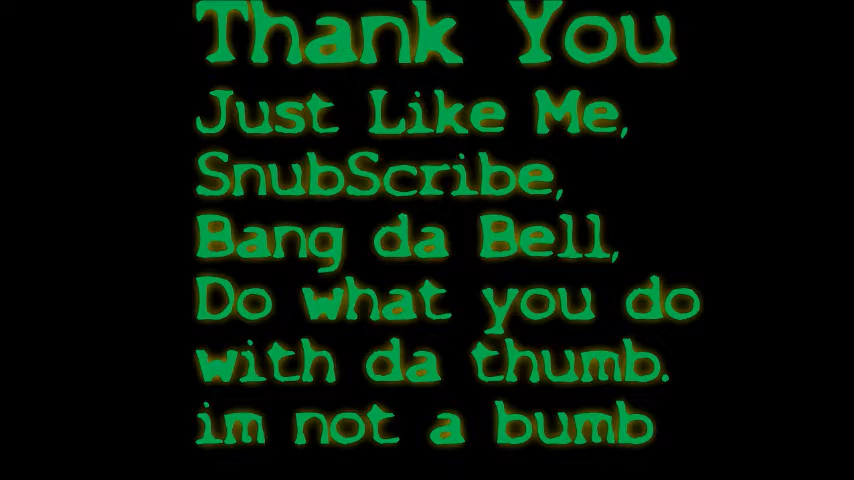 Thank You
Just Like Me,
SnubScribe,
Bang da Bell,
Do what you do
with da thumb.
im not a bumb